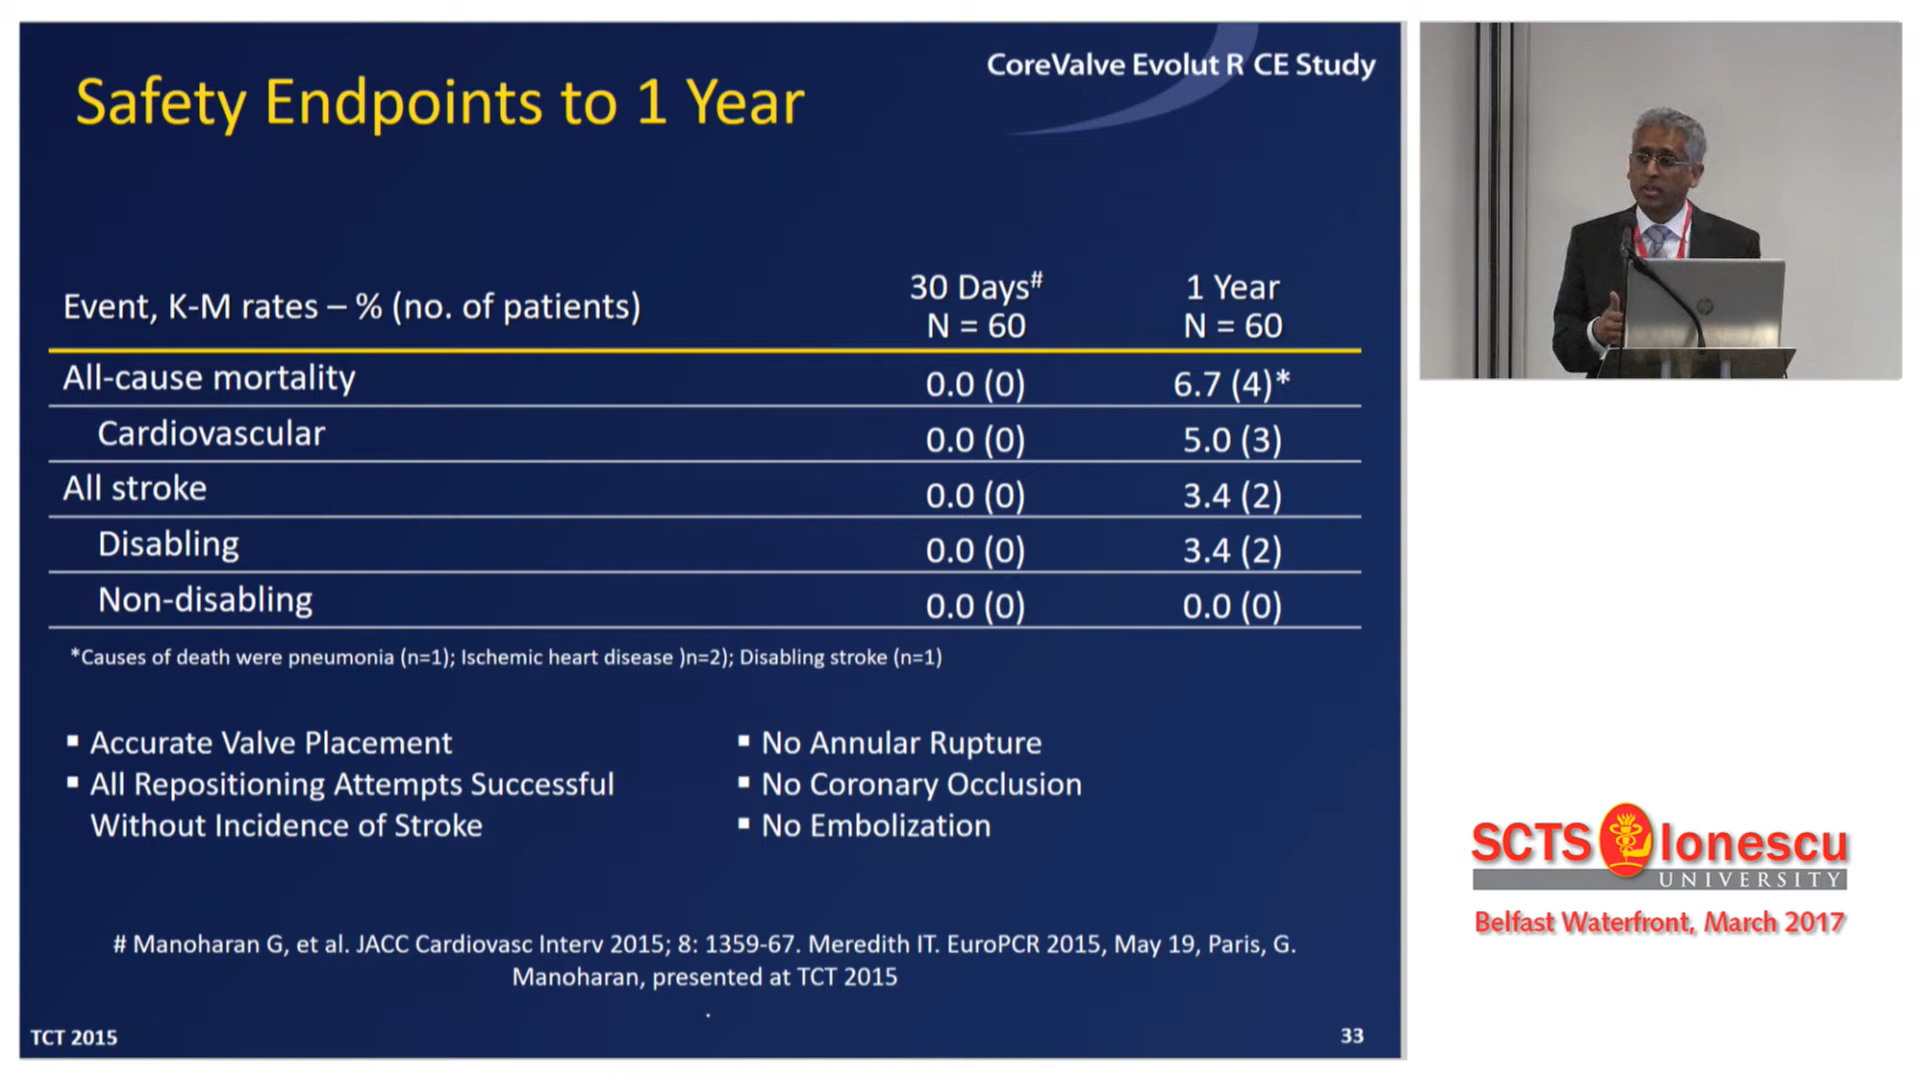 CoreValve Evolut R CE Study
Safety Endpoints to 1 Year
Event, K-M rates – % (no. of patients)
30 Days#
N = 60
1 Year
N = 60
All-cause mortality 0.0 (0) 6.7 (4)*
Cardiovascular 0.0 (0) 5.0 (3)
All stroke 0.0 (0) 3.4 (2)
Disabling 0.0 (0) 3.4 (2)
Non-disabling 0.0 (0) 0.0 (0)
*Causes of death were pneumonia (n=1); Ischemic heart disease )n=2); Disabling stroke (n=1)
▪ Accurate Valve Placement
▪ All Repositioning Attempts Successful
Without Incidence of Stroke
▪ No Annular Rupture
▪ No Coronary Occlusion
▪ No Embolization
# Manoharan G, et al. JACC Cardiovasc Interv 2015; 8: 1359-67. Meredith IT. EuroPCR 2015, May 19, Paris, G.
Manoharan, presented at TCT 2015
.
TCT 2015
33
hp
SCTS Ionescu
UNIVERSITY
Belfast Waterfront, March 2017